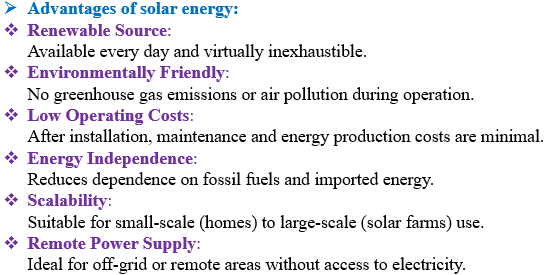 ➢ Advantages of solar energy:
❖ Renewable Source:
Available every day and virtually inexhaustible.
❖ Environmentally Friendly:
No greenhouse gas emissions or air pollution during operation.
❖ Low Operating Costs:
After installation, maintenance and energy production costs are minimal.
❖ Energy Independence:
Reduces dependence on fossil fuels and imported energy.
❖ Scalability:
Suitable for small-scale (homes) to large-scale (solar farms) use.
❖ Remote Power Supply:
Ideal for off-grid or remote areas without access to electricity.